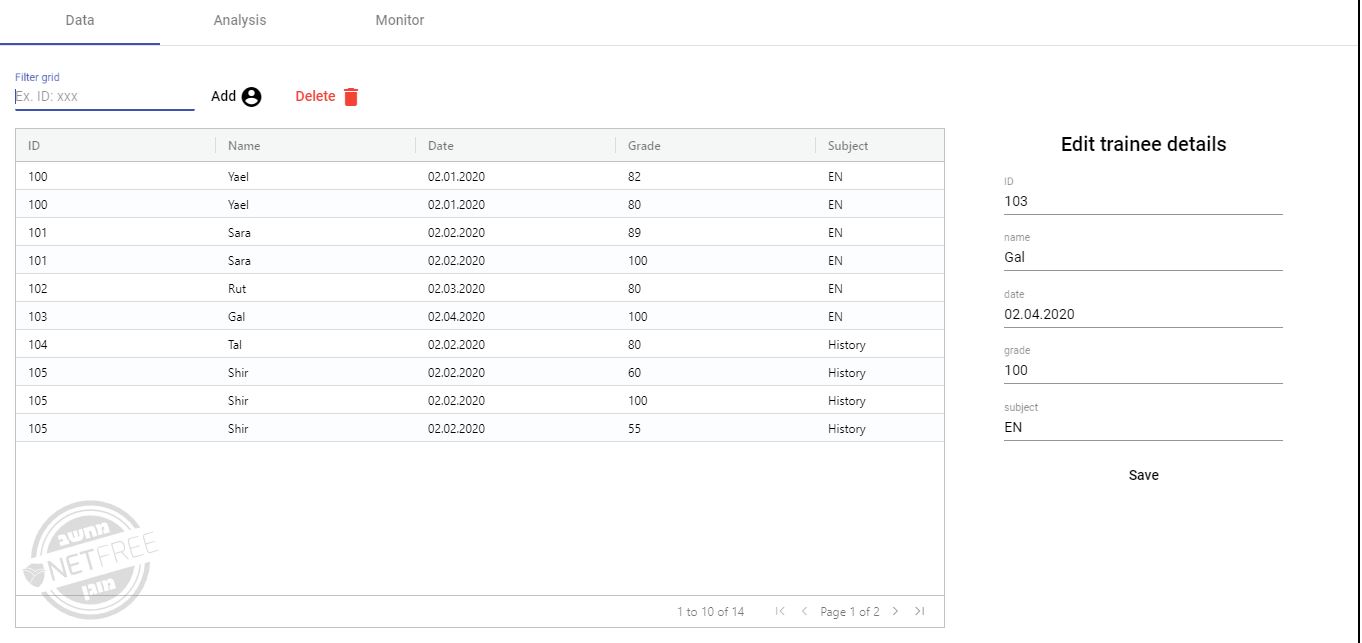 Data Analysis Monitor
Filter grid
Ex. ID: xxx Add Delete
ID Name Date Grade Subject
100 Yael 02.01.2020 82 EN
100 Yael 02.01.2020 80 EN
101 Sara 02.02.2020 89 EN
101 Sara 02.02.2020 100 EN
102 Rut 02.03.2020 80 EN
103 Gal 02.04.2020 100 EN
104 Tal 02.02.2020 80 History
105 Shir 02.02.2020 60 History
105 Shir 02.02.2020 100 History
105 Shir 02.02.2020 55 History
1 to 10 of 14 Page 1 of 2
Edit trainee details
ID
103
name
Gal
date
02.04.2020
grade
100
subject
EN
Save
מחשב
NETFREE
מוגן